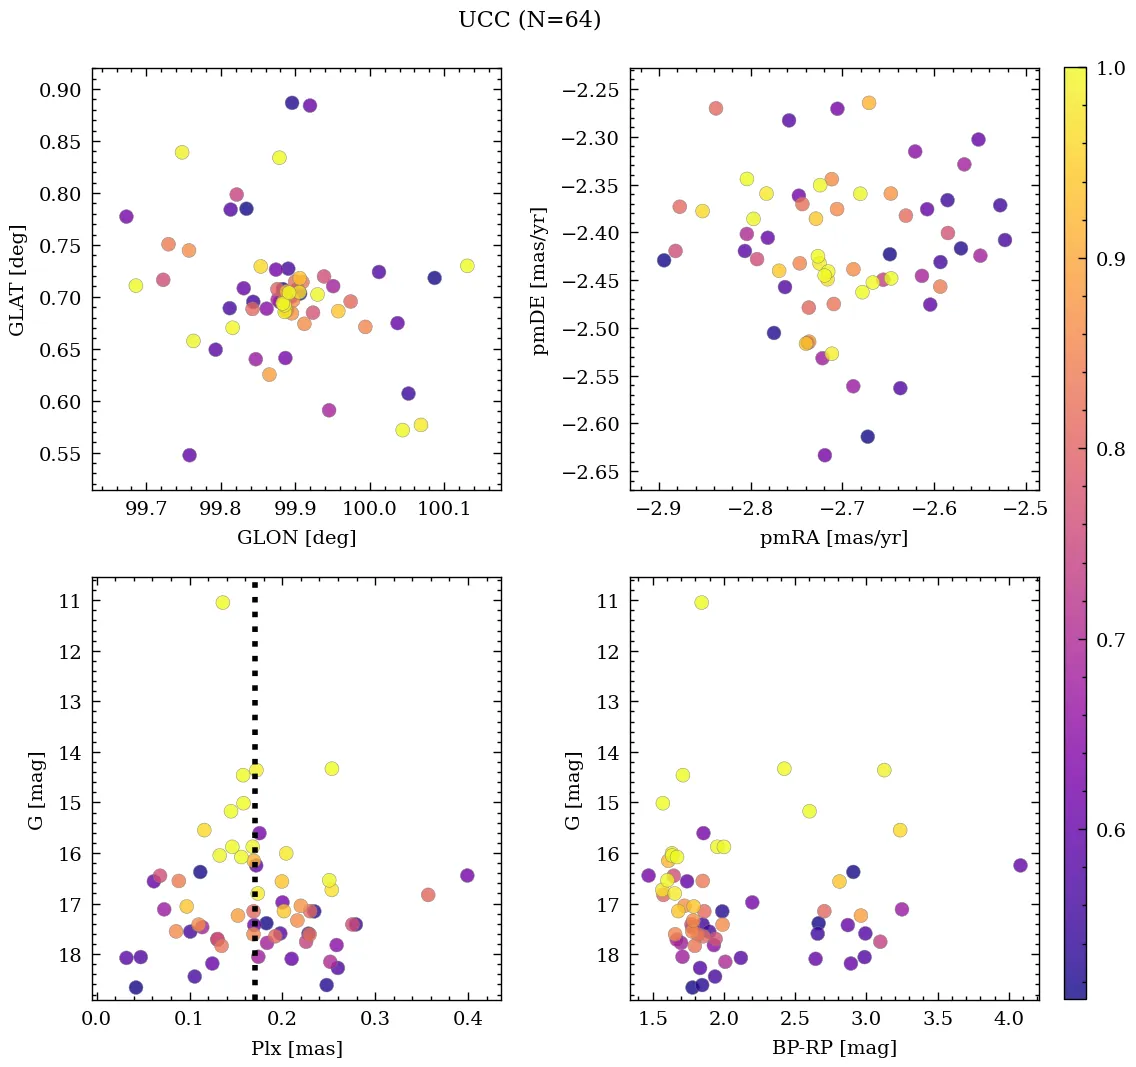 UCC (N=64)
0.90
0.85
0.80
0.75
0.70
0.65
0.60
0.55
GLAT [deg]
99.7 99.8 99.9 100.0 100.1
GLON [deg]
−2.25
−2.30
−2.35
−2.40
−2.45
−2.50
−2.55
−2.60
−2.65
pmDE [mas/yr]
−2.9 −2.8 −2.7 −2.6 −2.5
pmRA [mas/yr]
11
12
13
14
15
16
17
18
G [mag]
0.0 0.1 0.2 0.3 0.4
Plx [mas]
11
12
13
14
15
16
17
18
G [mag]
1.5 2.0 2.5 3.0 3.5 4.0
BP-RP [mag]
1.0
0.9
0.8
0.7
0.6